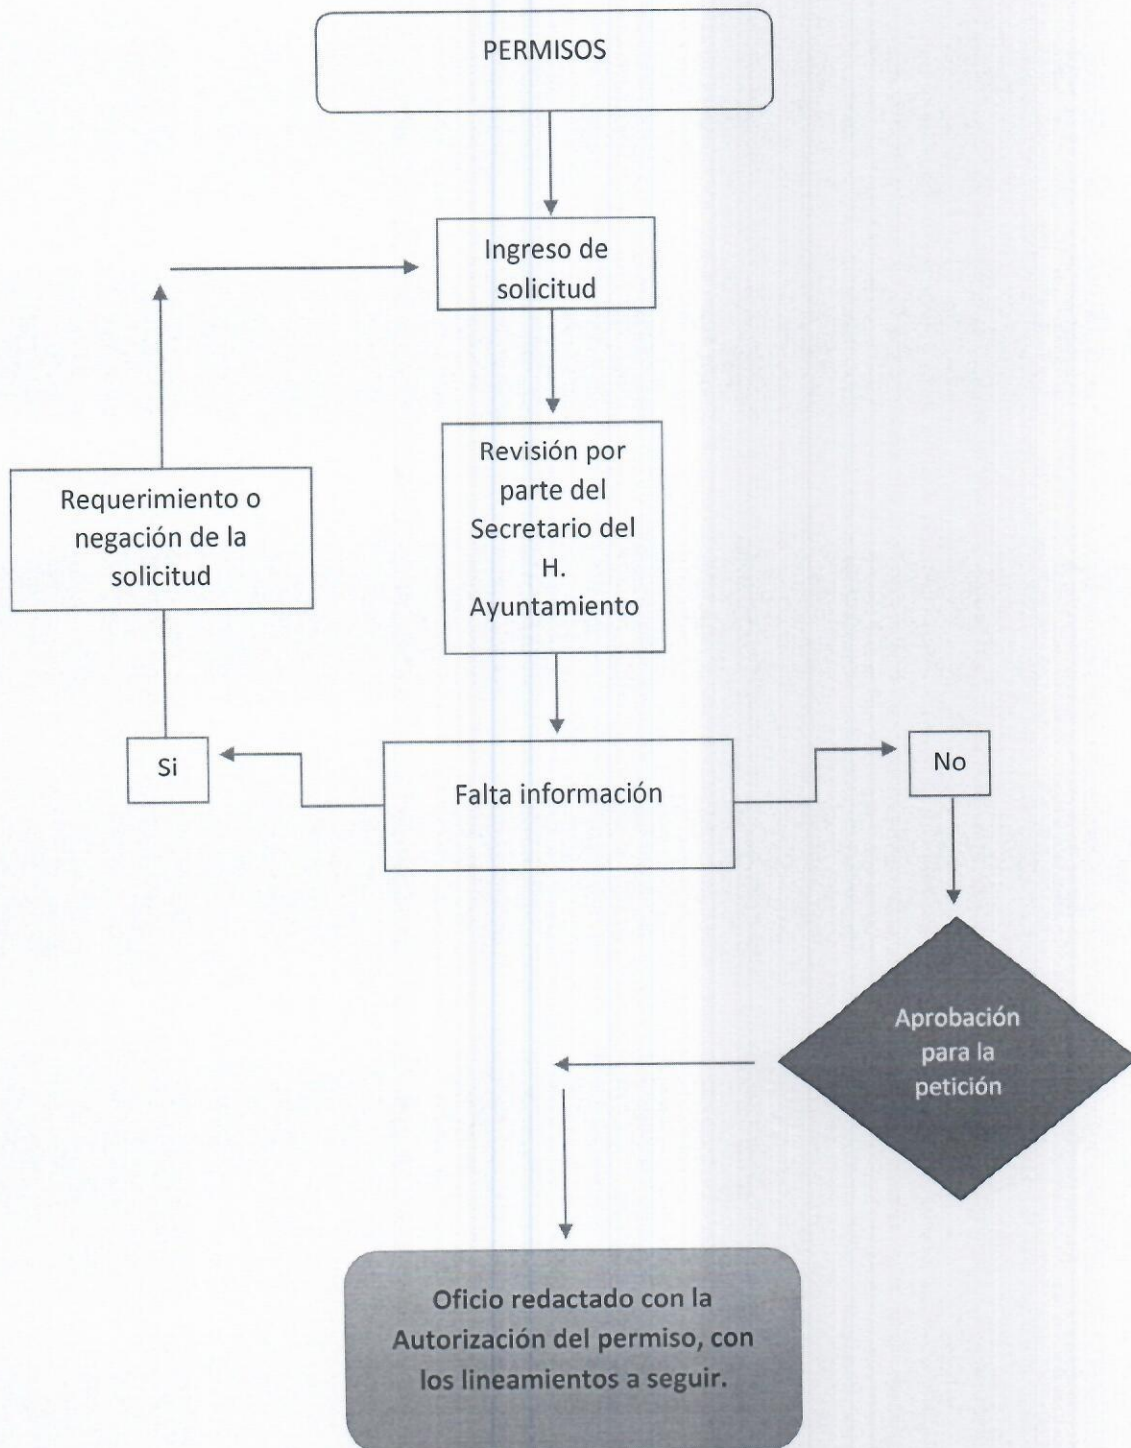 PERMISOS
Ingreso de
solicitud
Revisión por
parte del
Secretario del
H.
Ayuntamiento
Requerimiento o
negación de la
solicitud
Si
Falta información
No
Aprobación
para la
petición
Oficio redactado con la
Autorización del permiso, con
los lineamientos a seguir.